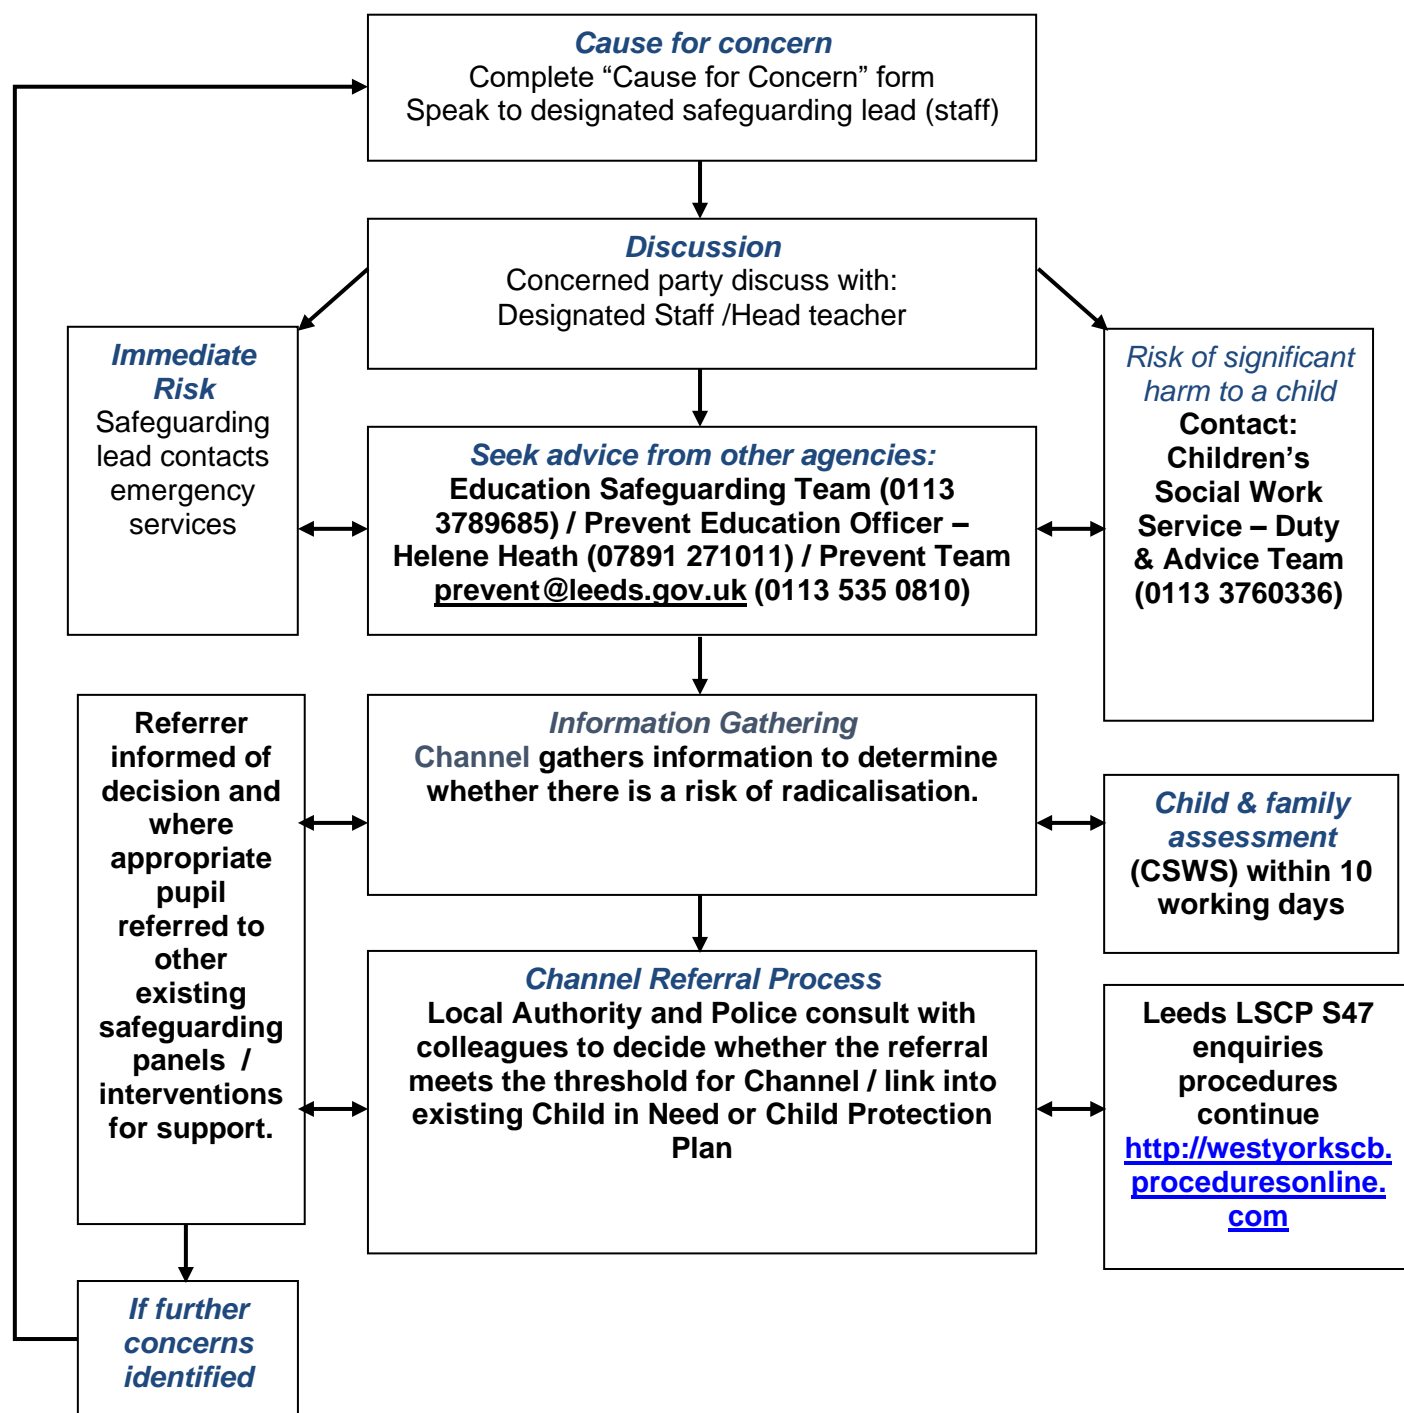 Cause for concern
Complete “Cause for Concern” form
Speak to designated safeguarding lead (staff)
Discussion
Concerned party discuss with:
Designated Staff /Head teacher
Immediate
Risk
Safeguarding
lead contacts
emergency
services
Seek advice from other agencies:
Education Safeguarding Team (0113
3789685) / Prevent Education Officer –
Helene Heath (07891 271011) / Prevent Team
prevent@leeds.gov.uk (0113 535 0810)
Risk of significant
harm to a child
Contact:
Children’s
Social Work
Service – Duty
& Advice Team
(0113 3760336)
Referrer
informed of
decision and
where
appropriate
pupil
referred to
other
existing
safeguarding
panels /
interventions
for support.
Information Gathering
Channel gathers information to determine
whether there is a risk of radicalisation.
Child & family
assessment
(CSWS) within 10
working days
Channel Referral Process
Local Authority and Police consult with
colleagues to decide whether the referral
meets the threshold for Channel / link into
existing Child in Need or Child Protection
Plan
Leeds LSCP S47
enquiries
procedures
continue
http://westyorkscb.
proceduresonline.
com
If further
concerns
identified